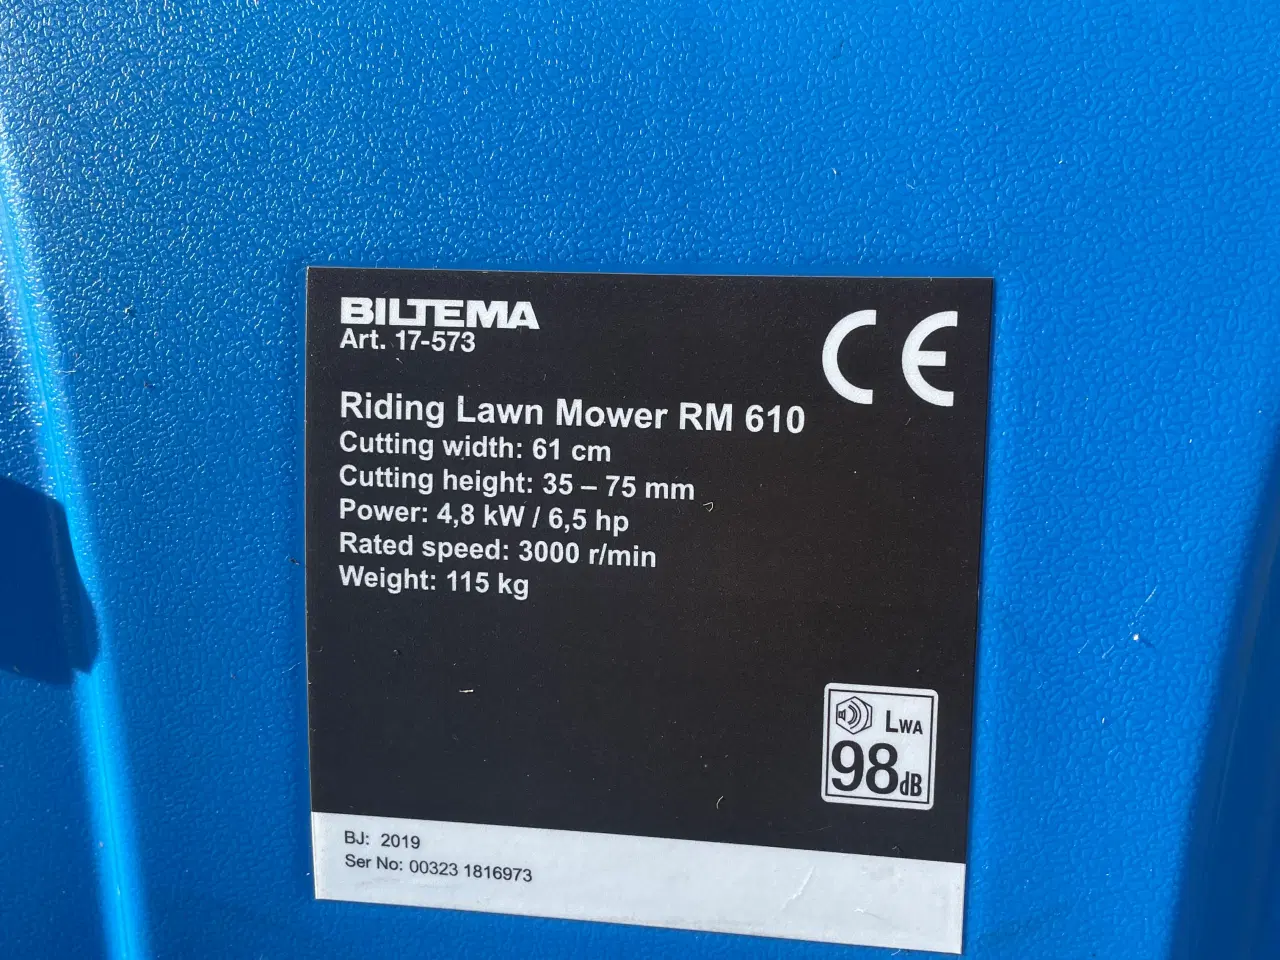 BILTEMA
Art. 17-573
CE
Riding Lawn Mower RM 610
Cutting width: 61 cm
Cutting height: 35 – 75 mm
Power: 4,8 kW / 6,5 hp
Rated speed: 3000 r/min
Weight: 115 kg
LWA
98dB
BJ: 2019
Ser No: 00323 1816973